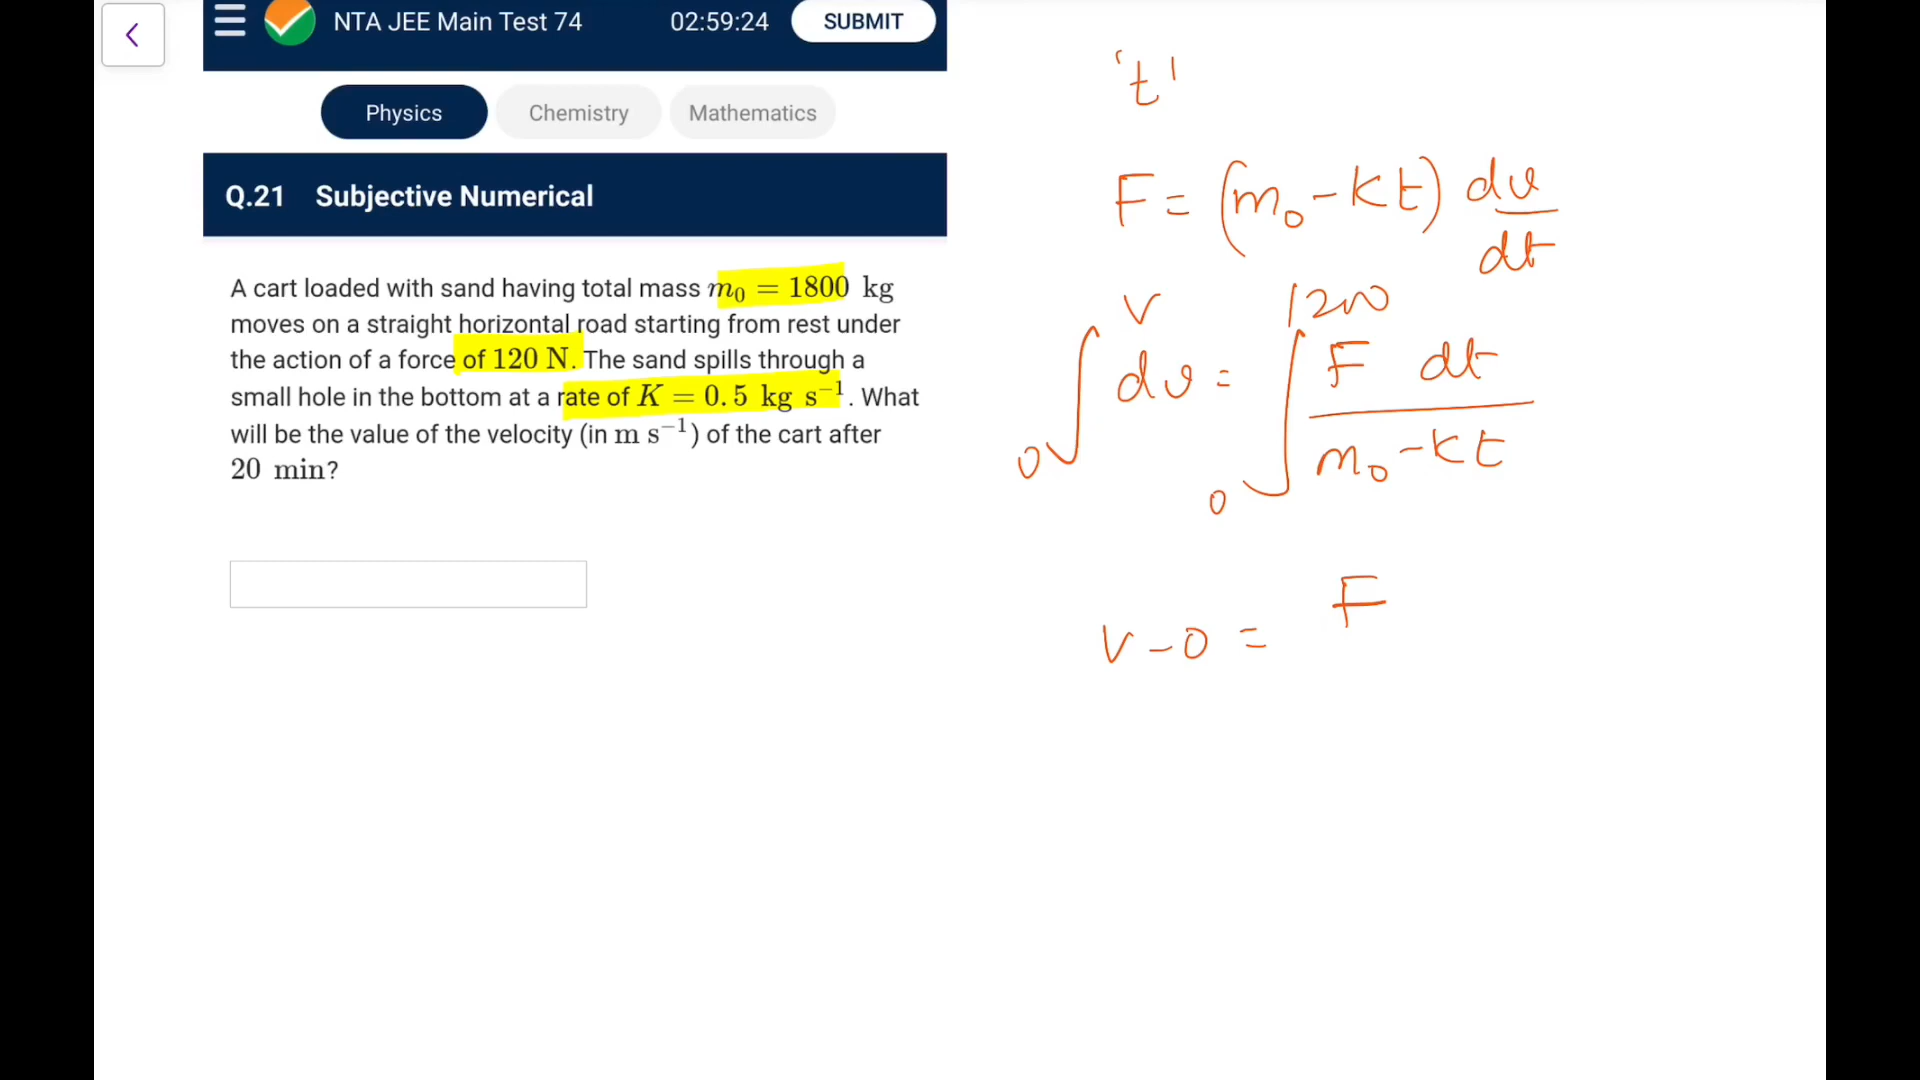 NTA JEE Main Test 74 02:59:24 SUBMIT
Physics Chemistry Mathematics
Q.21 Subjective Numerical
A cart loaded with sand having total mass m₀ = 1800 kg
moves on a straight horizontal road starting from rest under
the action of a force of 120 N. The sand spills through a
small hole in the bottom at a rate of K = 0.5 kg s⁻¹. What
will be the value of the velocity (in m s⁻¹) of the cart after
20 min?
't'
F = (m₀ - kt) dv/dt
∫₀ᵛ dv = ∫₀¹²⁰⁰ F dt / m₀ - kt
v - 0 = F